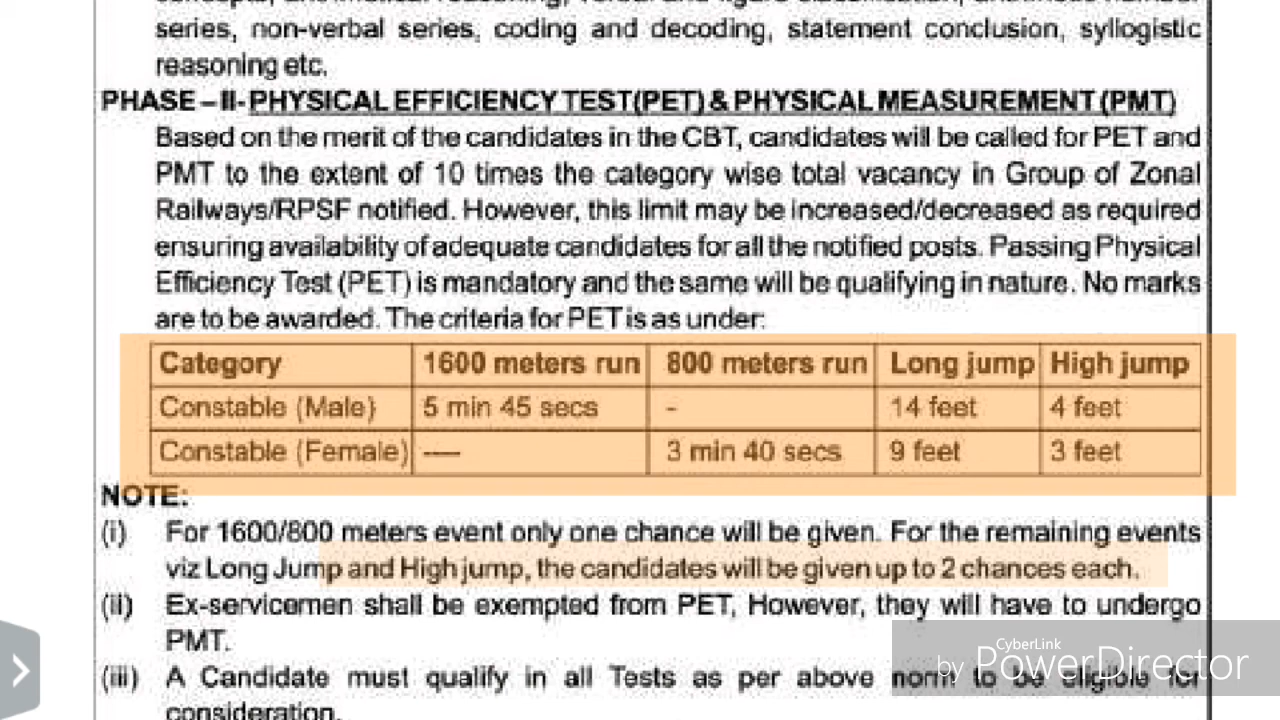 series, non-verbal series, coding and decoding, statement conclusion, syllogistic
reasoning etc.
PHASE – II- PHYSICAL EFFICIENCY TEST(PET) & PHYSICAL MEASUREMENT (PMT)
Based on the merit of the candidates in the CBT, candidates will be called for PET and
PMT to the extent of 10 times the category wise total vacancy in Group of Zonal
Railways/RPSF notified. However, this limit may be increased/decreased as required
ensuring availability of adequate candidates for all the notified posts. Passing Physical
Efficiency Test (PET) is mandatory and the same will be qualifying in nature. No marks
are to be awarded. The criteria for PET is as under:
Category 1600 meters run 800 meters run Long jump High jump
Constable (Male) 5 min 45 secs - 14 feet 4 feet
Constable (Female) ---- 3 min 40 secs 9 feet 3 feet
NOTE:
(i) For 1600/800 meters event only one chance will be given. For the remaining events
viz Long Jump and High jump, the candidates will be given up to 2 chances each.
(ii) Ex-servicemen shall be exempted from PET, However, they will have to undergo
PMT.
(iii) A Candidate must qualify in all Tests as per above norm to be eligible for
consideration.
CyberLink
by PowerDirector